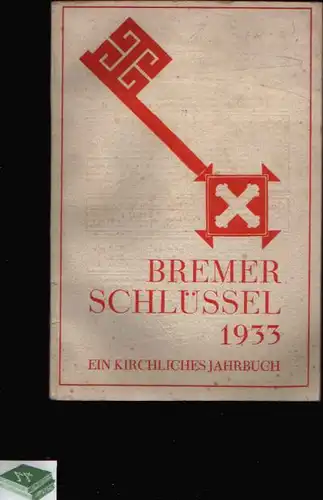 BREMER
SCHLÜSSEL
1933
EIN KIRCHLICHES JAHRBUCH